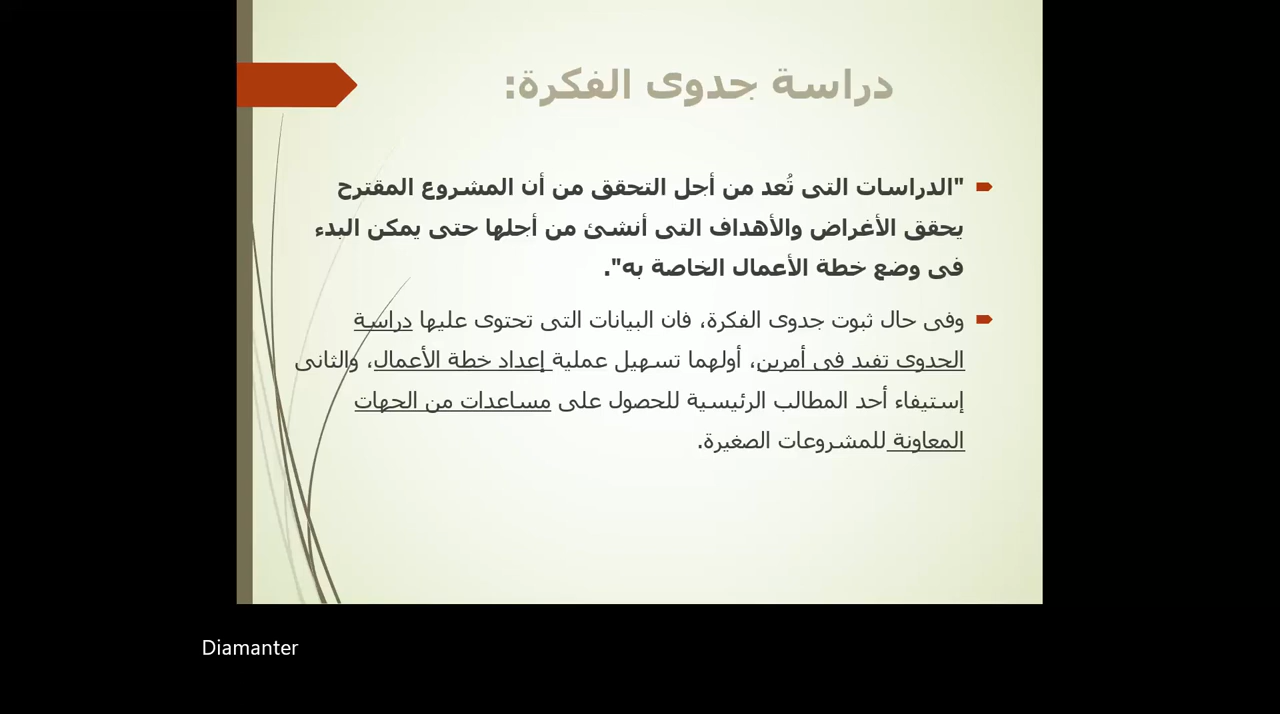 دراسة جدوى الفكرة:
"الدراسات التى تُعد من أجل التحقق من أن المشروع المقترح
يحقق الأغراض والأهداف التى أنشئ من أجلها حتى يمكن البدء
فى وضع خطة الأعمال الخاصة به".
وفى حال ثبوت جدوى الفكرة، فان البيانات التى تحتوى عليها دراسة
الجدوى تفيد فى أمرين، أولهما تسهيل عملية إعداد خطة الأعمال، والثانى
إستيفاء أحد المطالب الرئيسية للحصول على مساعدات من الجهات
المعاونة للمشروعات الصغيرة.
Diamanter